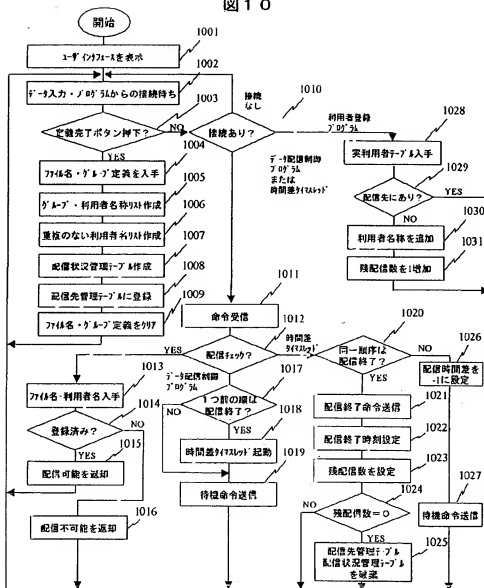 図10
開始
1001
ユーザインタフェースを表示
1002
データ入力・プログラムからの接続待ち
1003
定義完了ボタン押下?
NO
YES
1004
ファイル名・グループ定義を入手
1005
グループ・利用者名称リスト作成
1006
重複のない利用者名リスト作成
1007
配信状況管理テーブル作成
1008
配信先管理テーブルに登録
1009
ファイル名・グループ定義をクリア
接続
なし
1010
接続あり?
利用者登録
プログラム
1028
実利用者テーブル入手
データ配信制御
プログラム
または
時間差タイマスレッド
1029
配信先にあり?
YES
1030
利用者名称を追加
1031
残配信数を1増加
1011
命令受信
1012
配信チェック?
YES
時間差
タイマスレッド
データ配信制御
プログラム
1013
ファイル名・利用者名入手
1014
登録済み?
NO
YES
1015
配信可能を返却
1016
配信不可能を返却
1017
1つ前の順は
配信終了?
NO
YES
1018
時間差タイマスレッド起動
1019
待機命令送信
1020
同一順序は
配信終了?
NO
YES
1021
配信終了命令送信
1022
配信終了時刻設定
1023
残配信数を設定
1024
残配信数=0
NO
YES
1025
配信先管理テーブル
配信状況管理テーブル
を破棄
1026
配信時間差を
-1に設定
1027
待機命令送信